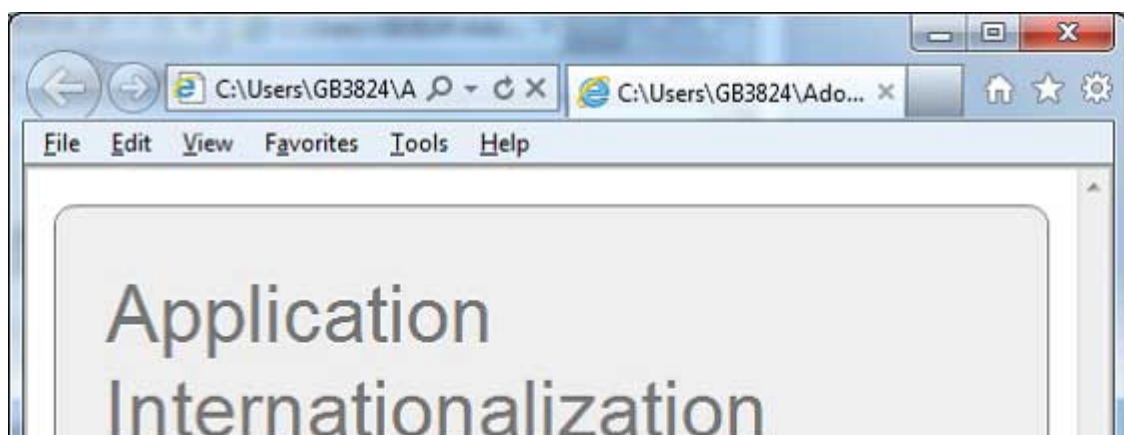 C:\Users\GB3824\A
C:\Users\GB3824\Ado...
File Edit View Favorites Tools Help
Application
Internationalization